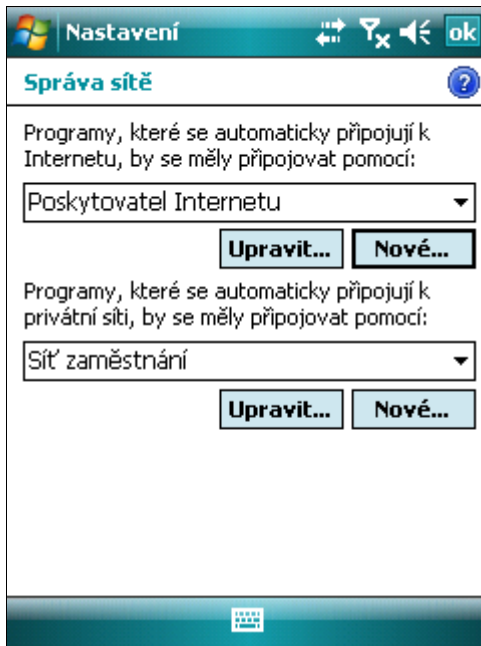 Nastavení
ok
Správa sítě
?
Programy, které se automaticky připojují k
Internetu, by se měly připojovat pomocí:
Poskytovatel Internetu
Upravit... Nové...
Programy, které se automaticky připojují k
privátní síti, by se měly připojovat pomocí:
Síť zaměstnání
Upravit... Nové...